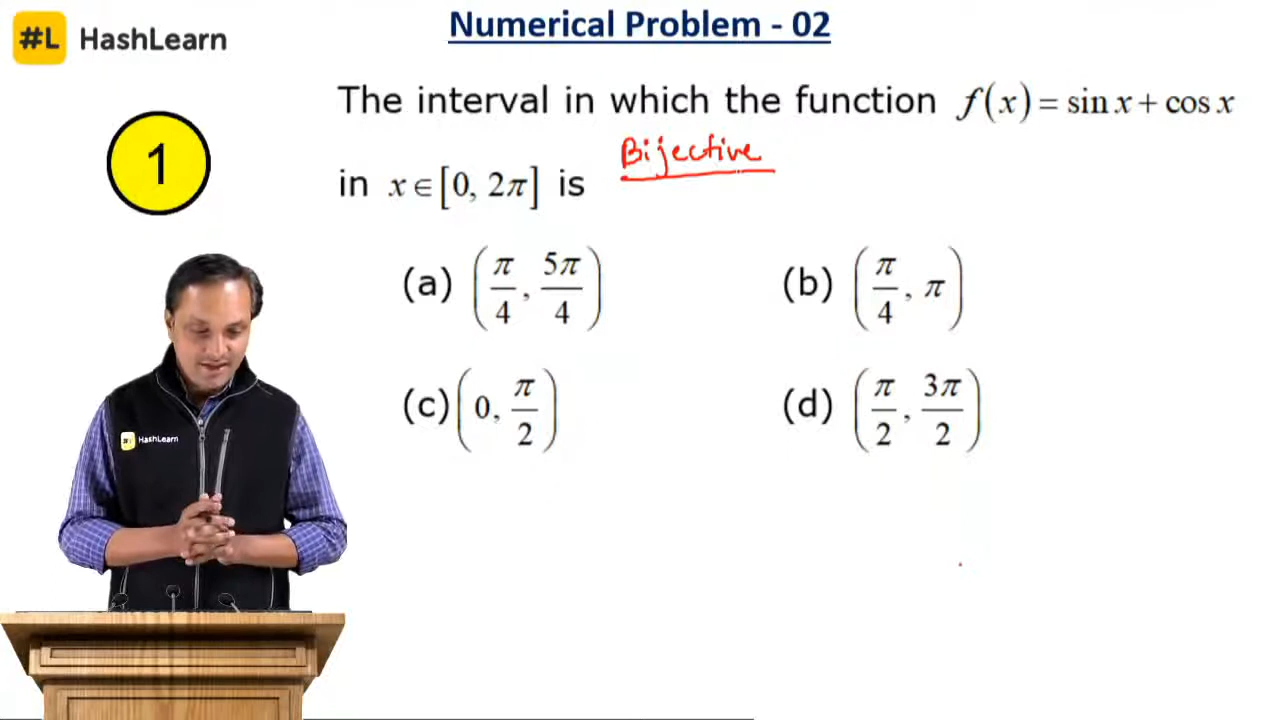 #L HashLearn
Numerical Problem - 02
1
The interval in which the function f(x) = sin x + cos x
Bijective
in x ∈ [0, 2π] is
(a) (π/4, 5π/4) (b) (π/4, π)
(c) (0, π/2) (d) (π/2, 3π/2)
#L HashLearn